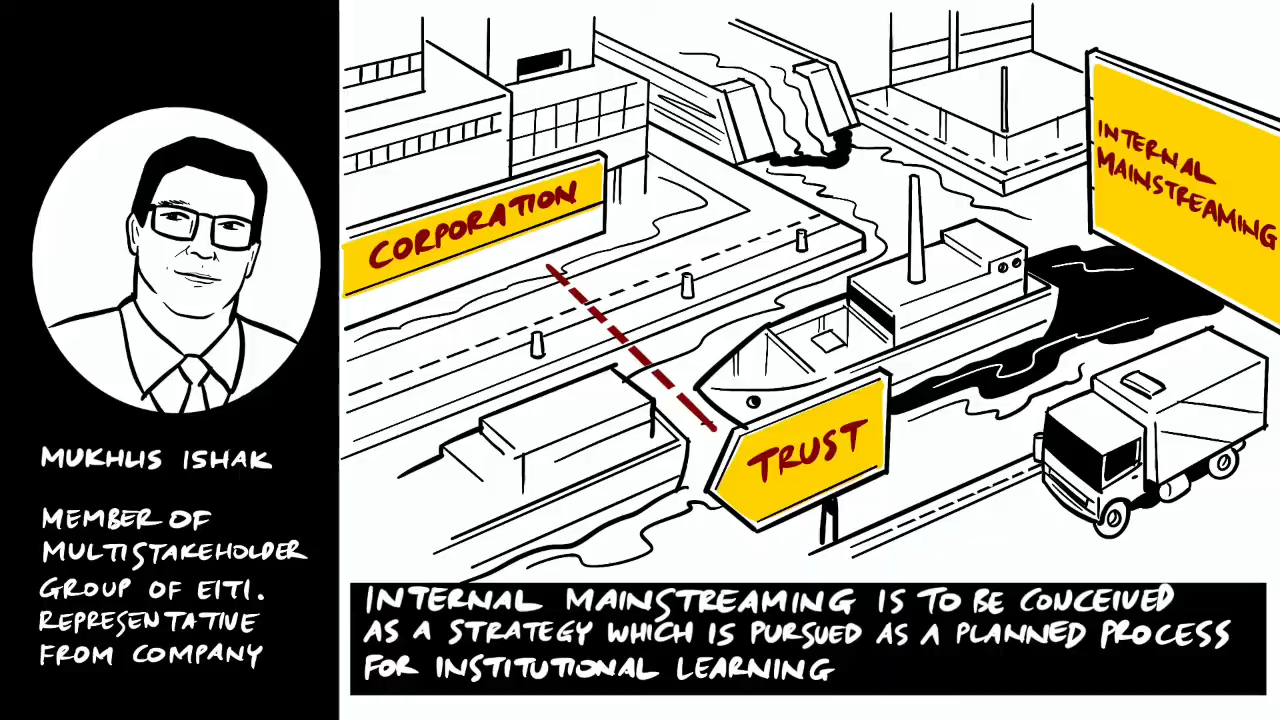 MUKHLIS ISHAK
MEMBER OF
MULTISTAKEHOLDER
GROUP OF EITI.
REPRESENTATIVE
FROM COMPANY
CORPORATION
INTERNAL
MAINSTREAMING
TRUST
INTERNAL MAINSTREAMING IS TO BE CONCEIVED
AS A STRATEGY WHICH IS PURSUED AS A PLANNED PROCESS
FOR INSTITUTIONAL LEARNING